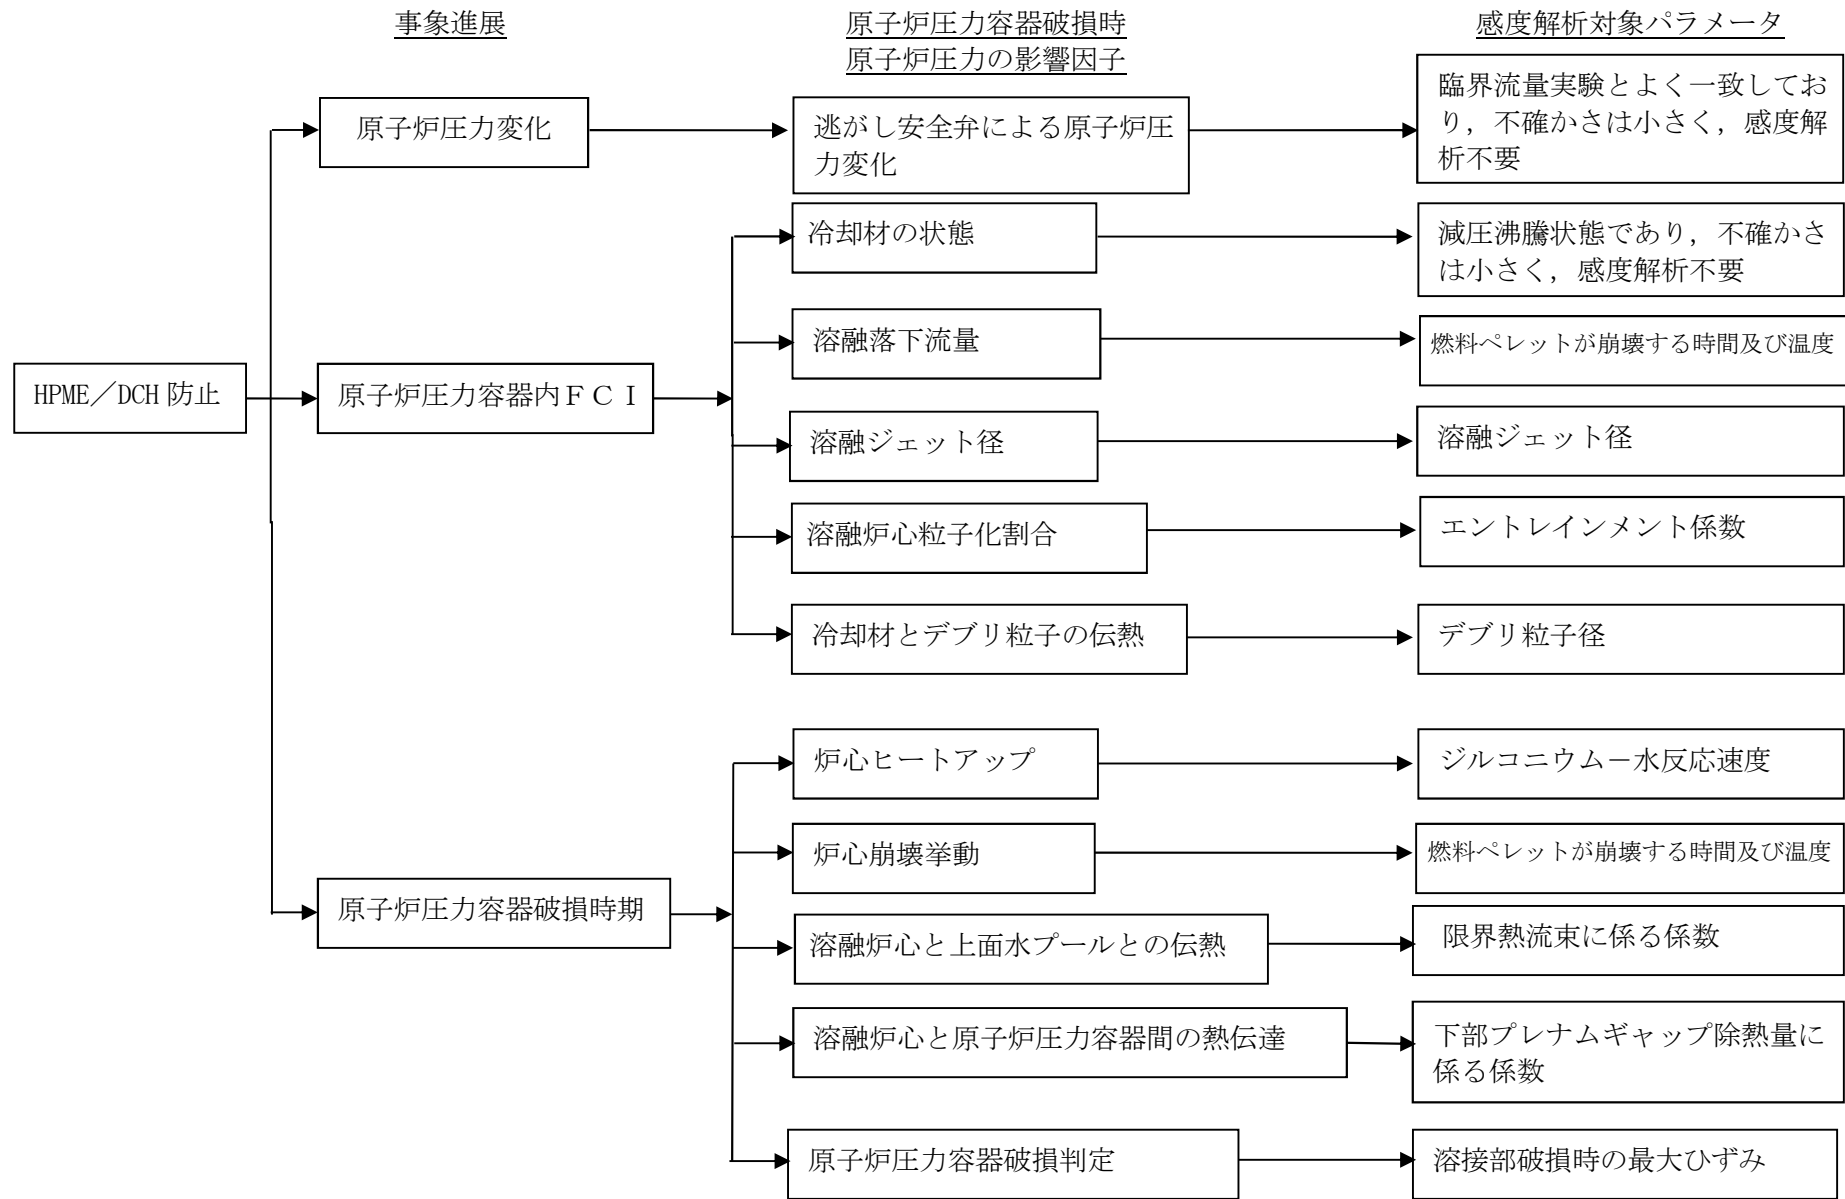 事象進展
原子炉圧力容器破損時
原子炉圧力の影響因子
感度解析対象パラメータ
HPME/DCH 防止
原子炉圧力変化
逃がし安全弁による原子炉圧
力変化
臨界流量実験とよく一致してお
り,不確かさは小さく,感度解
析不要
原子炉圧力容器内FCI
冷却材の状態
減圧沸騰状態であり,不確かさ
は小さく,感度解析不要
溶融落下流量
燃料ペレットが崩壊する時間及び温度
溶融ジェット径
溶融ジェット径
溶融炉心粒子化割合
エントレインメント係数
冷却材とデブリ粒子の伝熱
デブリ粒子径
原子炉圧力容器破損時期
炉心ヒートアップ
ジルコニウム-水反応速度
炉心崩壊挙動
燃料ペレットが崩壊する時間及び温度
溶融炉心と上面水プールとの伝熱
限界熱流束に係る係数
溶融炉心と原子炉圧力容器間の熱伝達
下部プレナムギャップ除熱量に
係る係数
原子炉圧力容器破損判定
溶接部破損時の最大ひずみ